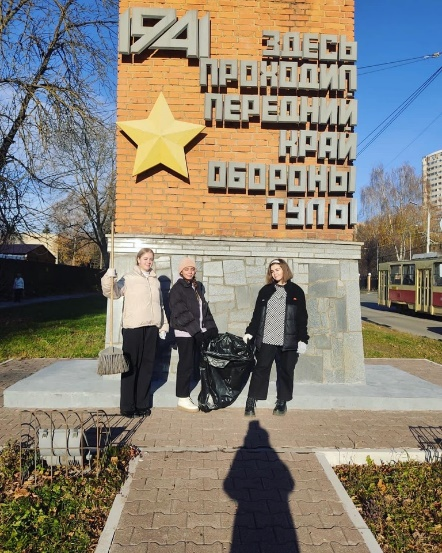 1941
ЗДЕСЬ
ПРОХОДИЛ
ПЕРЕДНИЙ
КРАЙ
ОБОРОНЫ
ТУЛЫ